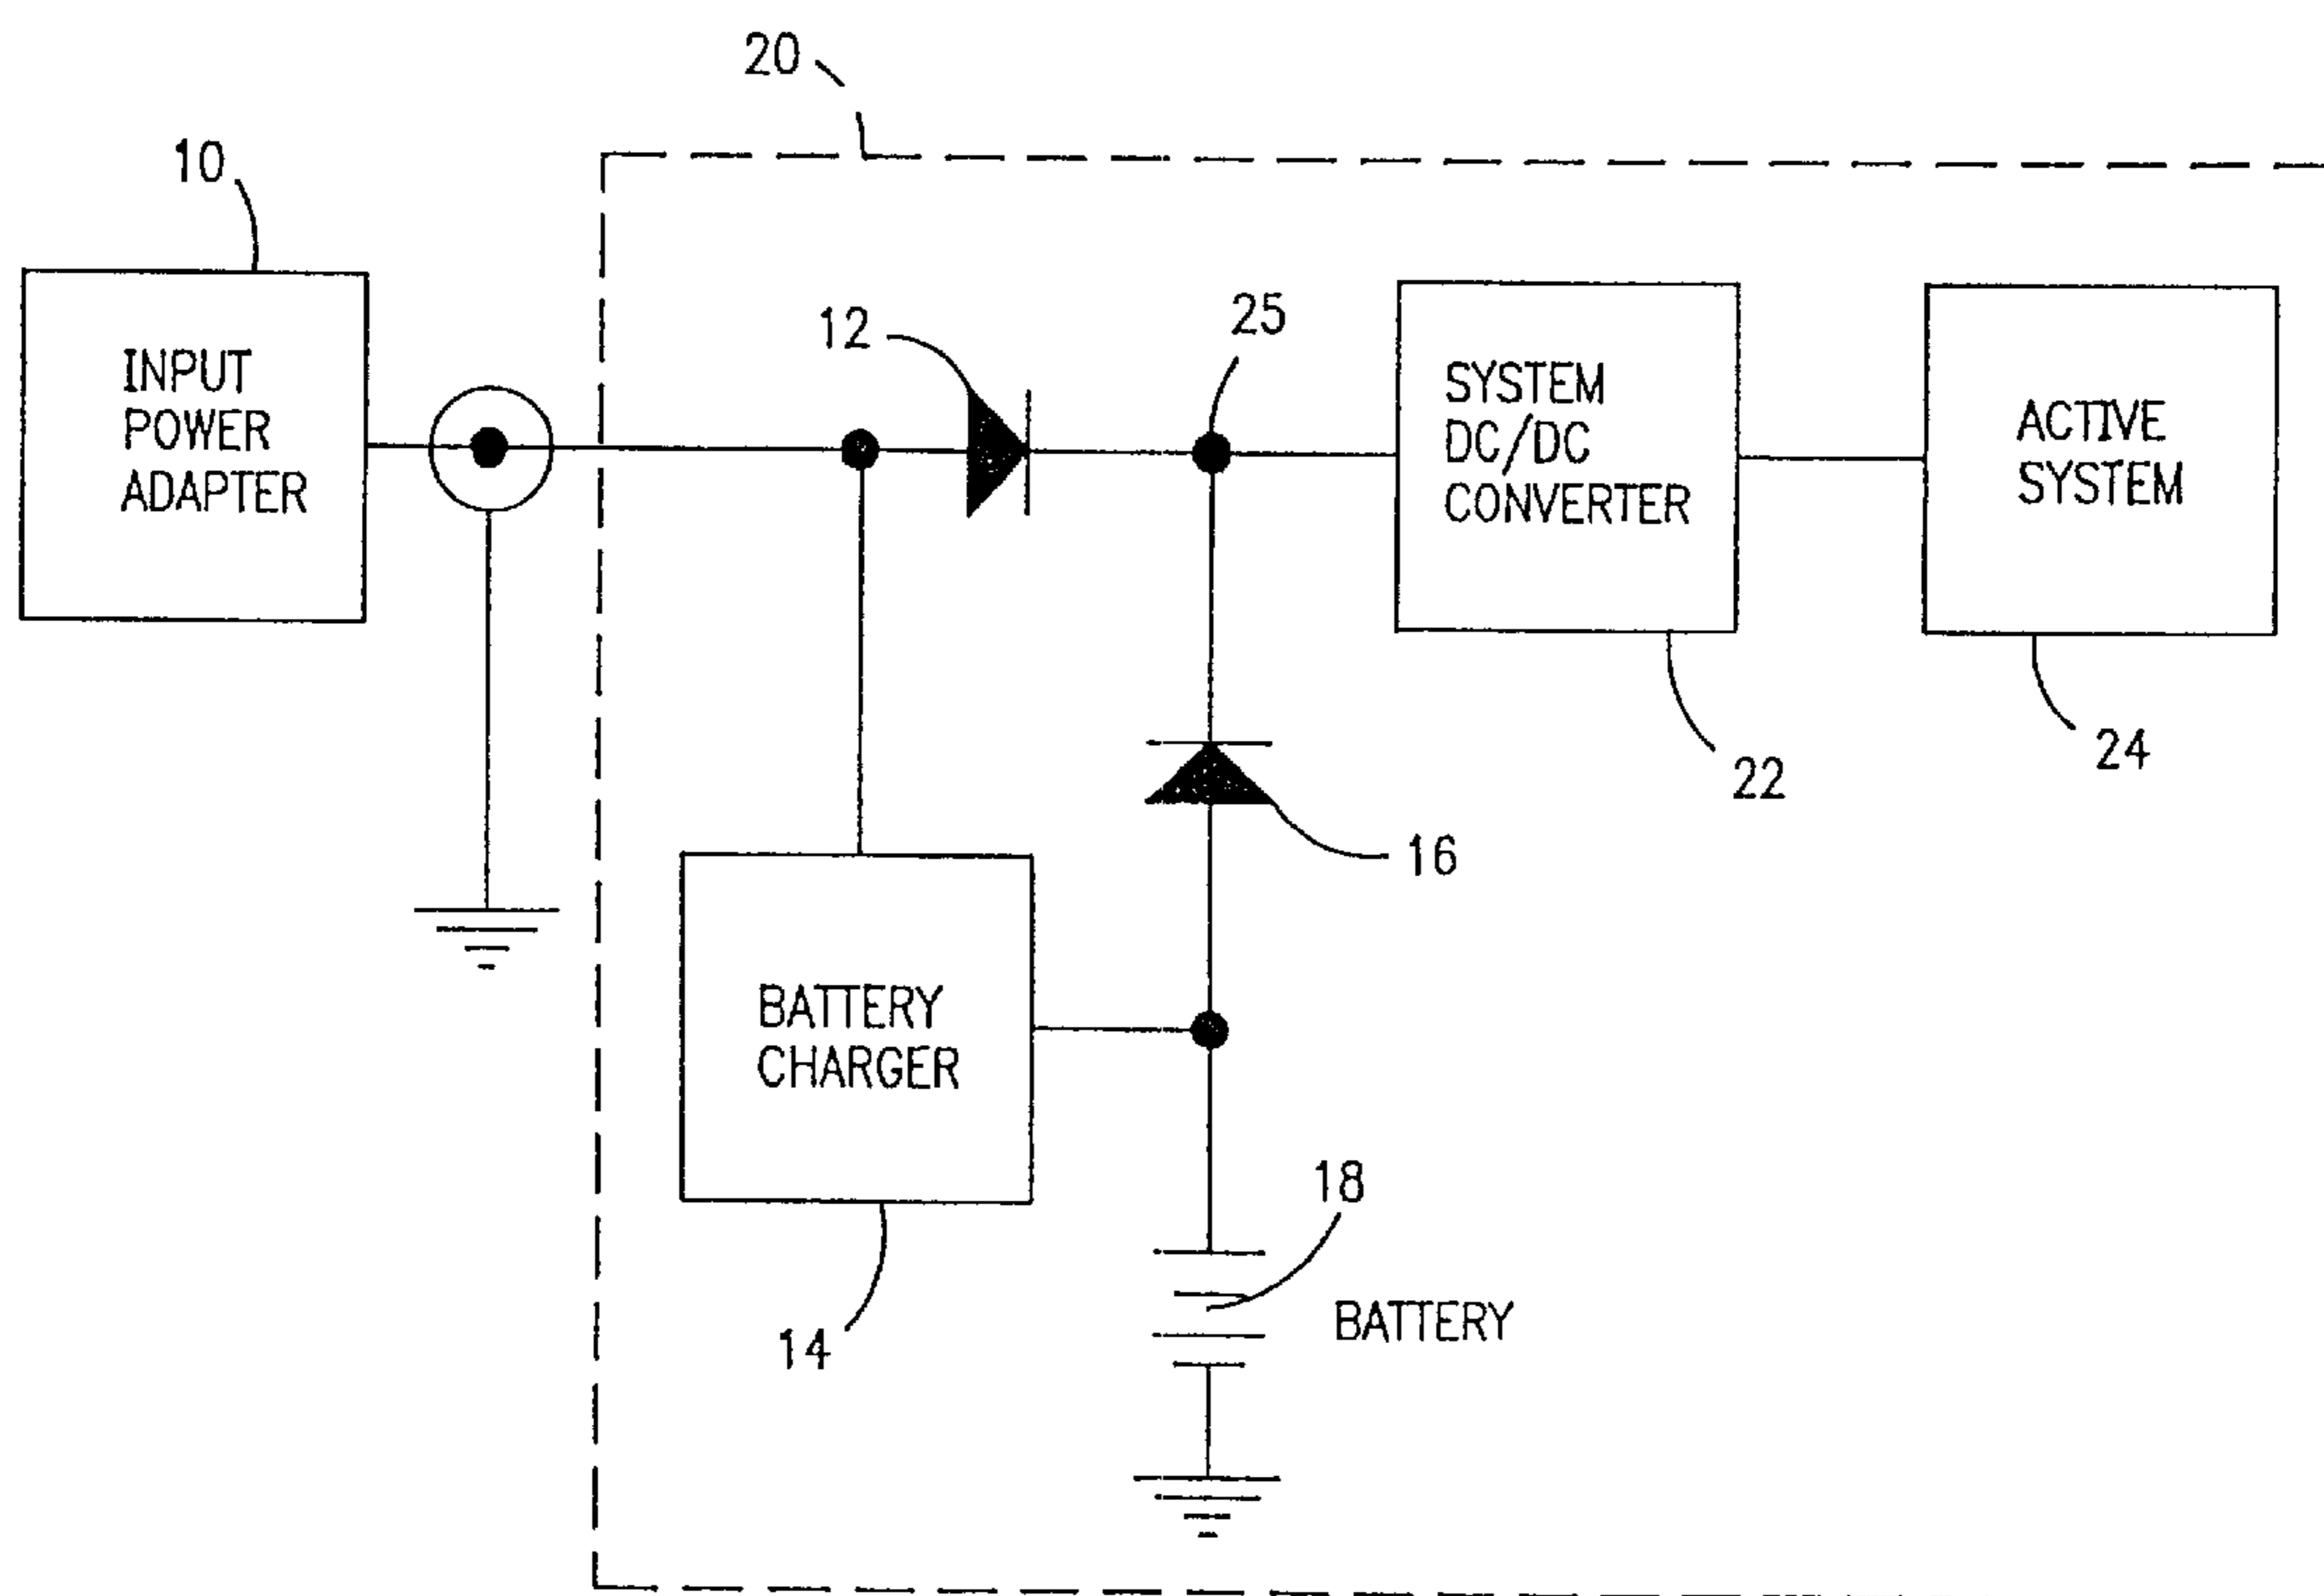 20
10
12
25
INPUT
POWER
ADAPTER
SYSTEM
DC/DC
CONVERTER
ACTIVE
SYSTEM
22
24
16
BATTERY
CHARGER
14
18
BATTERY